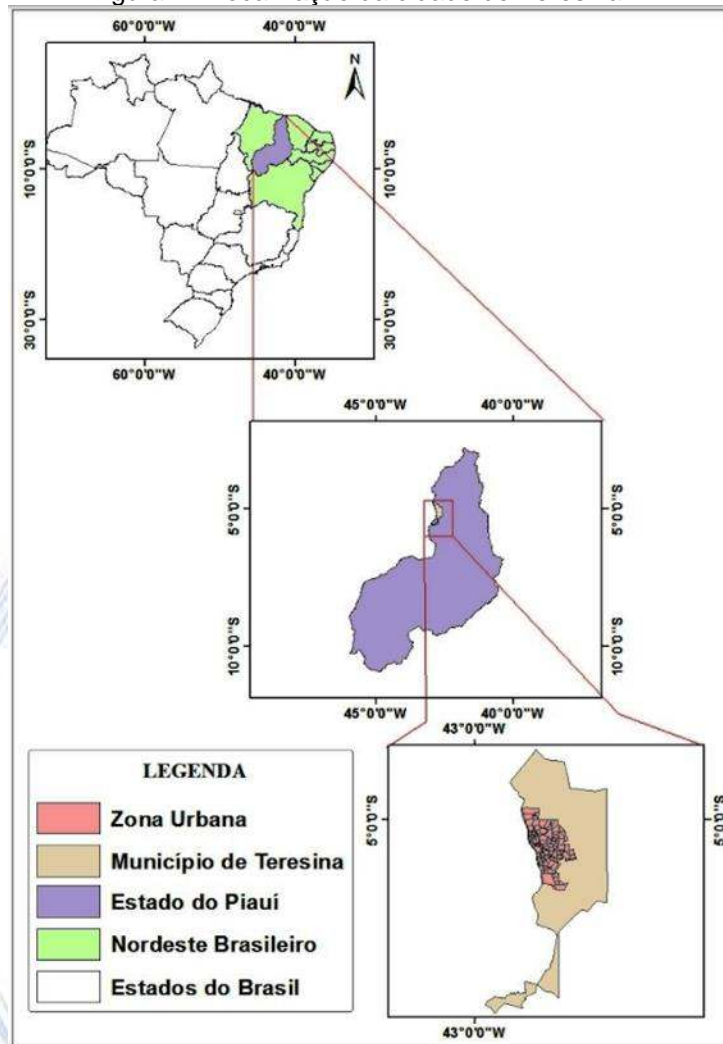 60°0'0"W 40°0'0"W
N
10°0'0"S 10°0'0"S
30°0'0"S 30°0'0"S
60°0'0"W 40°0'0"W
45°0'0"W 40°0'0"W
5°0'0"S 5°0'0"S
10°0'0"S 10°0'0"S
45°0'0"W 40°0'0"W
43°0'0"W
5°0'0"S 5°0'0"S
43°0'0"W
LEGENDA
Zona Urbana
Município de Teresina
Estado do Piauí
Nordeste Brasileiro
Estados do Brasil